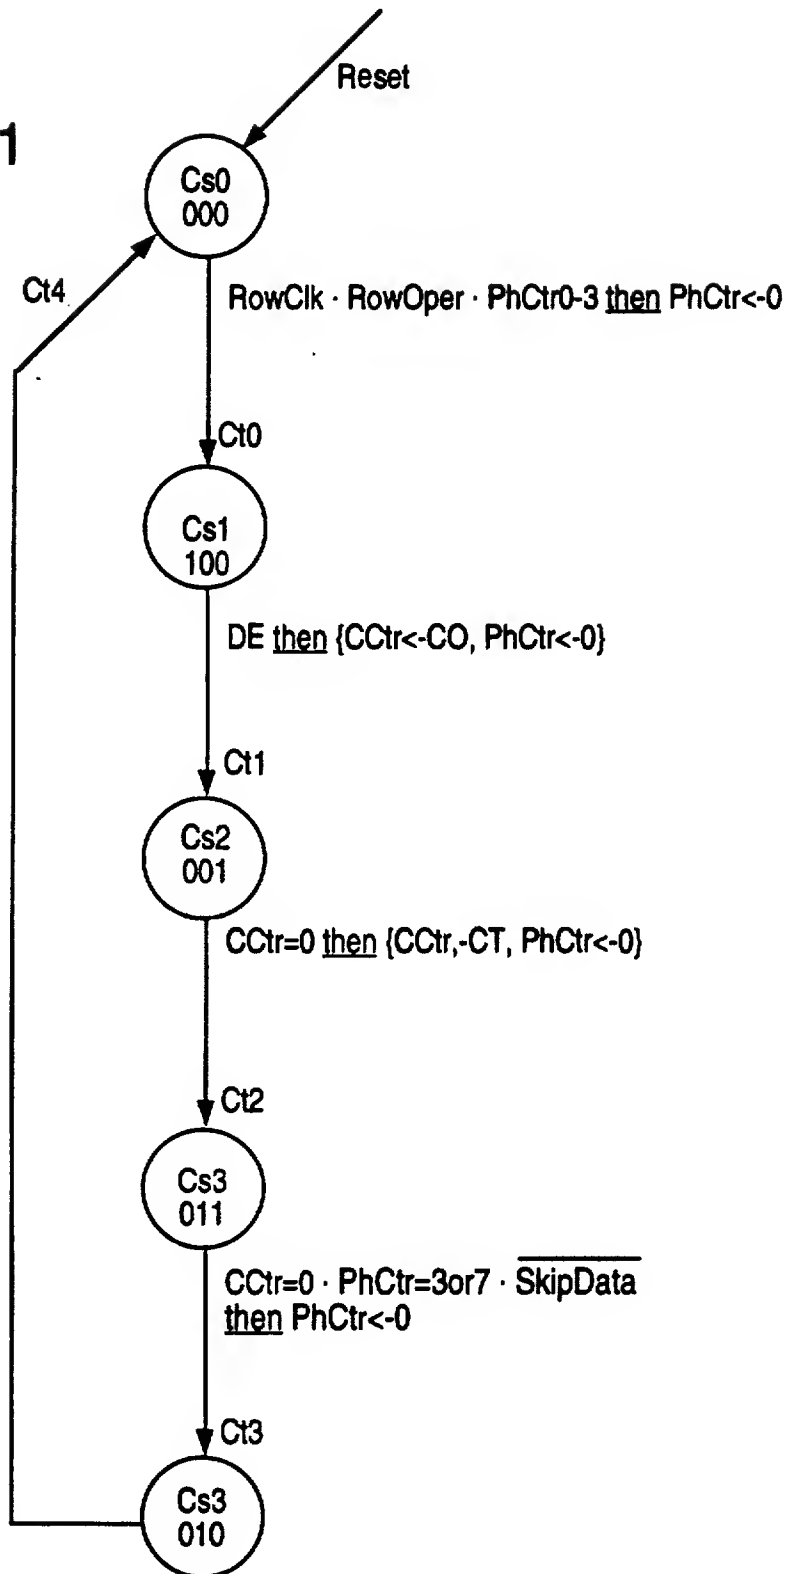 Reset
1
Cs0
000
Ct4
RowClk · RowOper · PhCtr0-3 then PhCtr<-0
Ct0
Cs1
100
DE then {CCtr<-CO, PhCtr<-0}
Ct1
Cs2
001
CCtr=0 then {CCtr,-CT, PhCtr<-0}
Ct2
Cs3
011
CCtr=0 · PhCtr=3or7 · SkipData
then PhCtr<-0
Ct3
Cs3
010